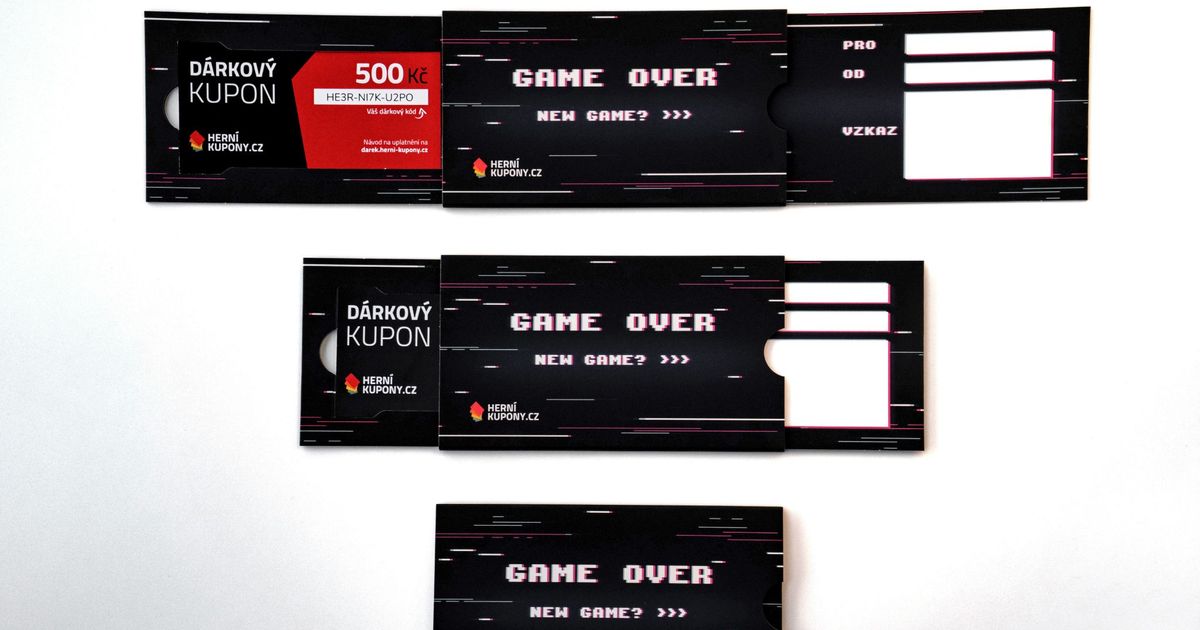 DÁRKOVÝ
KUPON
HERNÍ
KUPONY.CZ
500 Kč
HE3R-NI7K-U2PO
Váš dárkový kód
Návod na uplatnění na
darek.herni-kupony.cz
GAME OVER
NEW GAME? >>>
HERNÍ
KUPONY.CZ
PRO
OD
VZKAZ
DÁRKOVÝ
KUPON
HERNÍ
KUPONY.CZ
GAME OVER
NEW GAME? >>>
HERNÍ
KUPONY.CZ
GAME OVER
NEW GAME? >>>